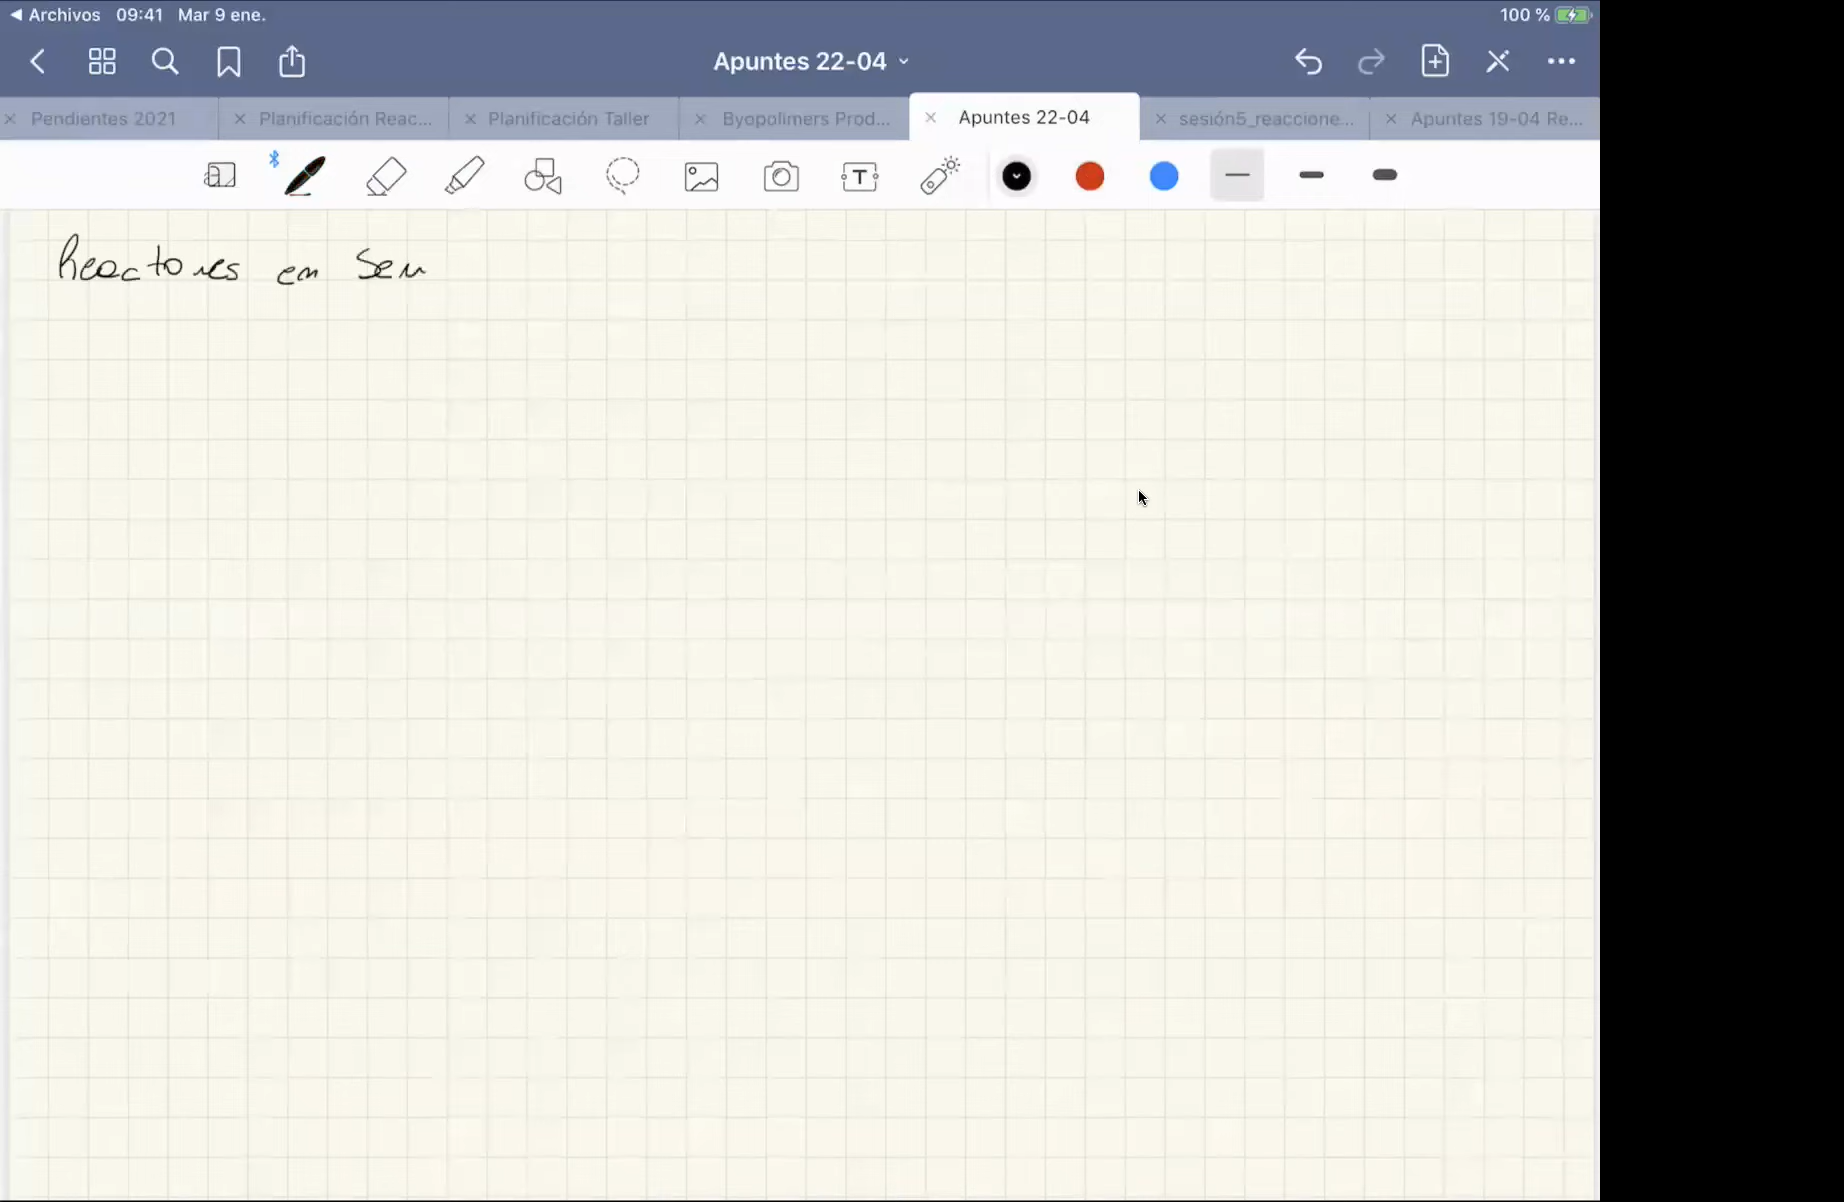 Archivos 09:41 Mar 9 ene. 100 %
Apuntes 22-04
Pendientes 2021 Planificación Reac... Planificación Taller Byopolimers Prod... Apuntes 22-04 sesión5_reaccione... Apuntes 19-04 Re...
Reactores en Seri